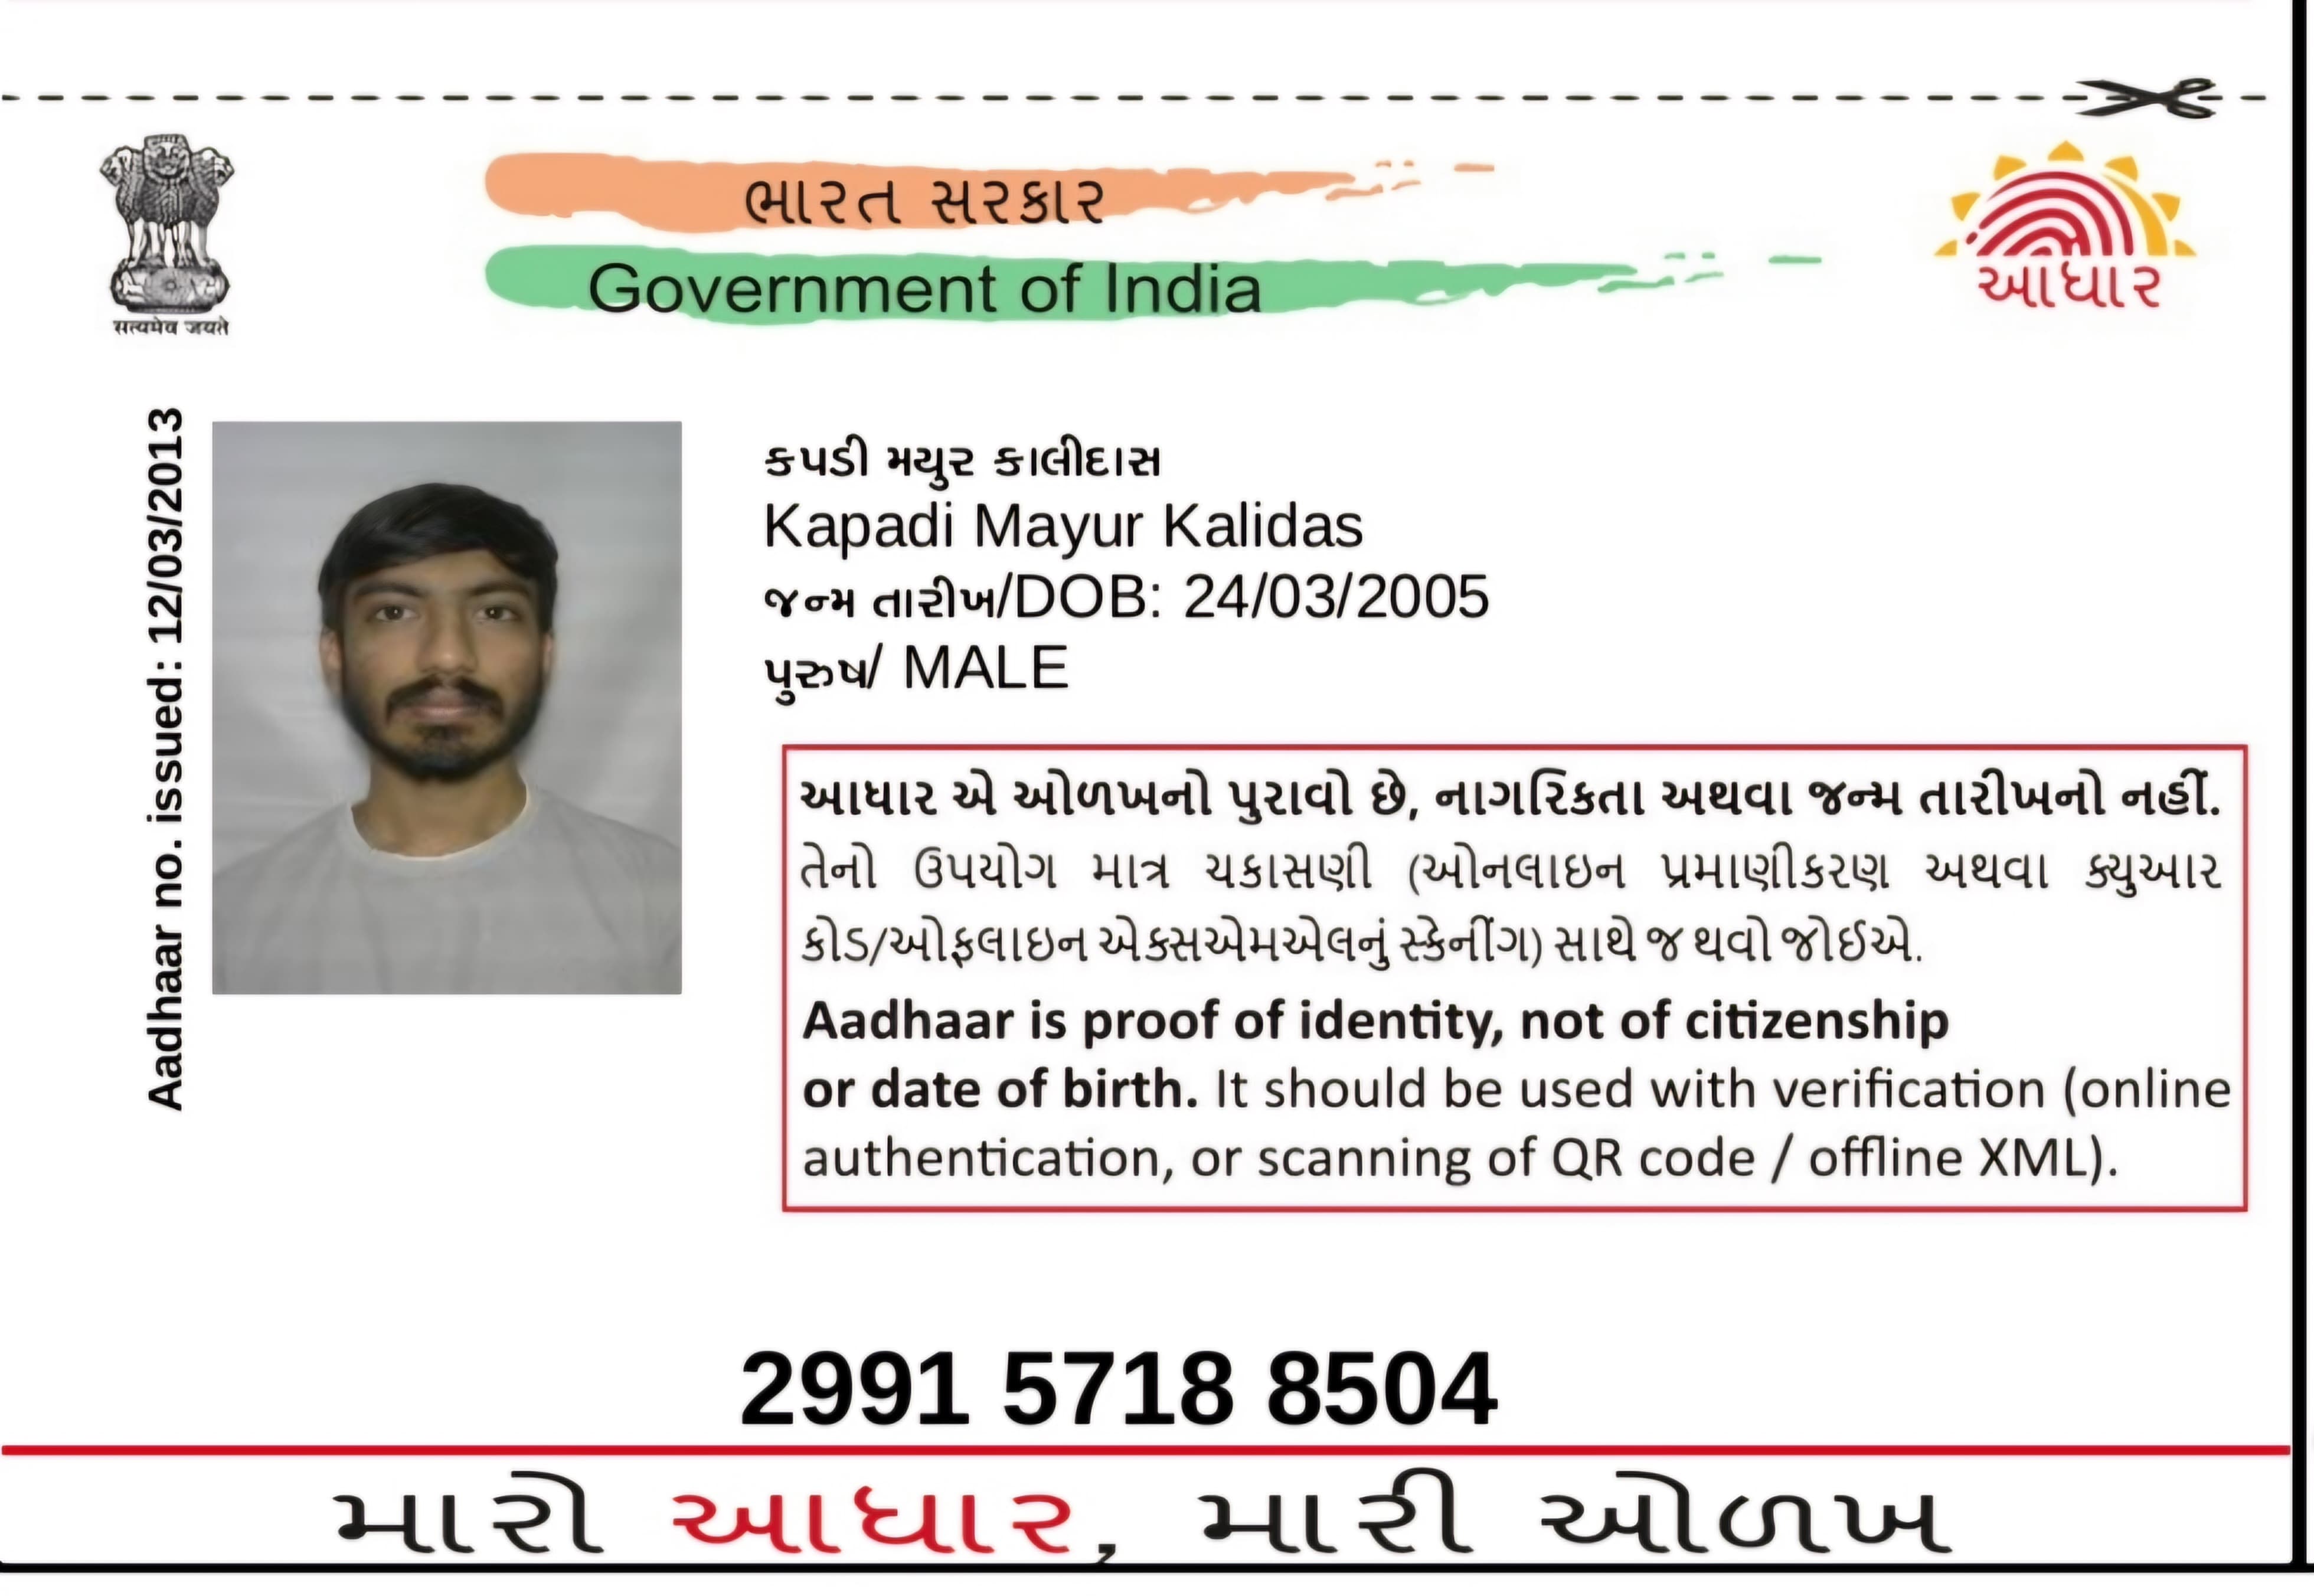 ભારત સરકાર
Government of India
सत्यमेव जयते
આધાર
Aadhaar no. issued: 12/03/2013
કપડી મયુર કાલીદાસ
Kapadi Mayur Kalidas
જન્મ તારીખ/DOB: 24/03/2005
પુરુષ/ MALE
આધાર એ ઓળખનો પુરાવો છે, નાગરિકતા અથવા જન્મ તારીખનો નહીં.
તેનો ઉપયોગ માત્ર ચકાસણી (ઓનલાઇન પ્રમાણીકરણ અથવા ક્યુઆર
કોડ/ઓફલાઇન એક્સએમએલનું સ્કેનીંગ) સાથે જ થવો જોઈએ.
Aadhaar is proof of identity, not of citizenship
or date of birth. It should be used with verification (online
authentication, or scanning of QR code / offline XML).
2991 5718 8504
મારો આધાર, મારી ઓળખ